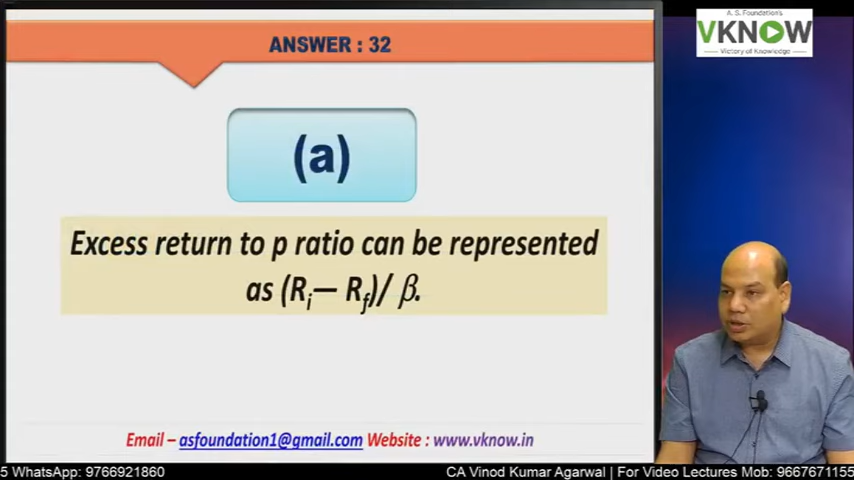 A. S. Foundation's
VKNOW
Victory of Knowledge
ANSWER : 32
(a)
Excess return to p ratio can be represented
as (Ri− Rf)/ β.
Email – asfoundation1@gmail.com Website : www.vknow.in
5 WhatsApp: 9766921860 CA Vinod Kumar Agarwal | For Video Lectures Mob: 9667671155